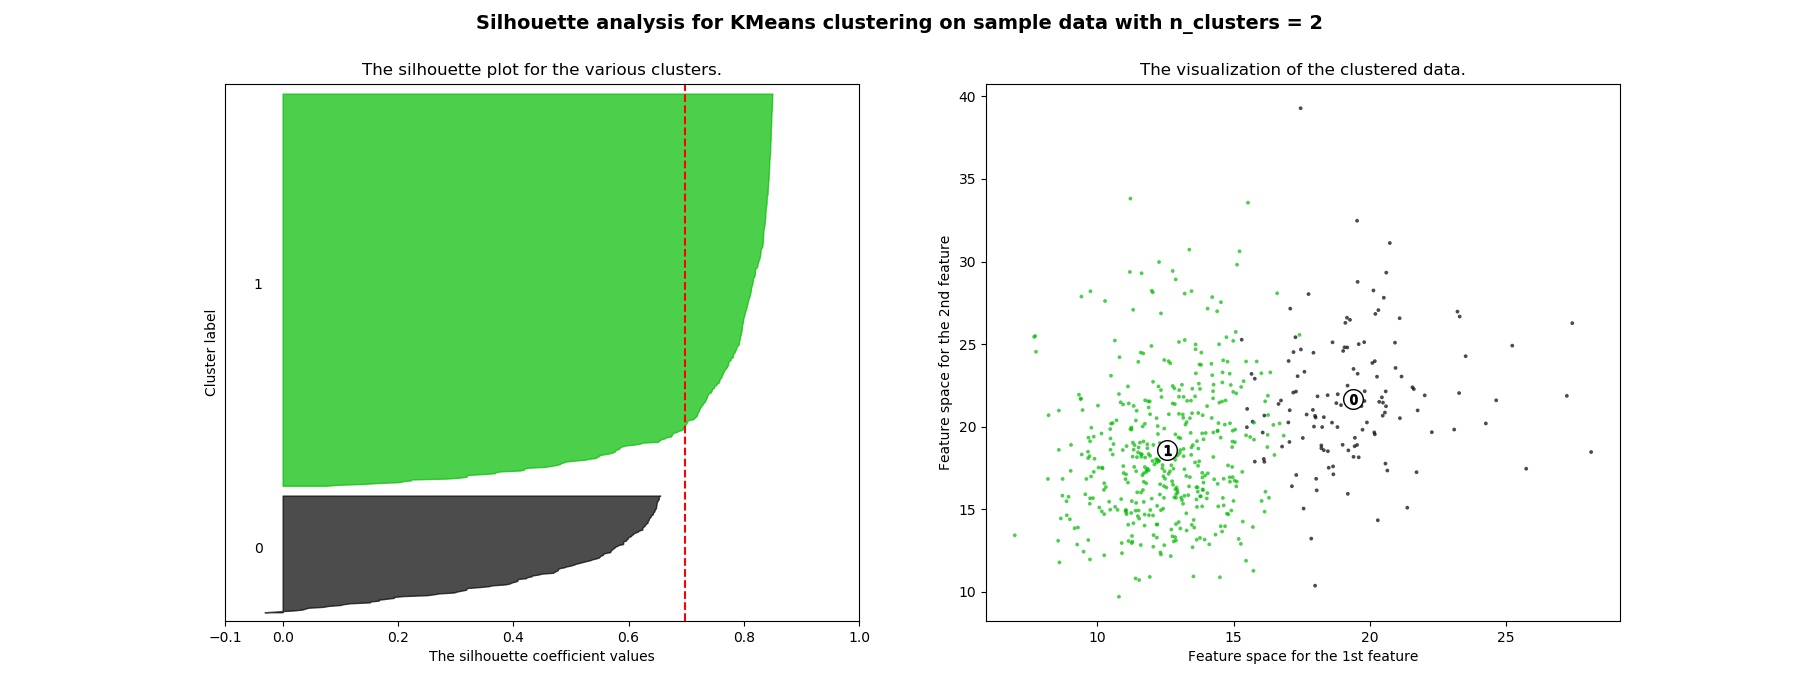 Silhouette analysis for KMeans clustering on sample data with n_clusters = 2
The silhouette plot for the various clusters.
Cluster label
1
0
−0.1 0.0 0.2 0.4 0.6 0.8 1.0
The silhouette coefficient values
The visualization of the clustered data.
Feature space for the 2nd feature
40
35
30
25
20
15
10
0
1
10 15 20 25
Feature space for the 1st feature